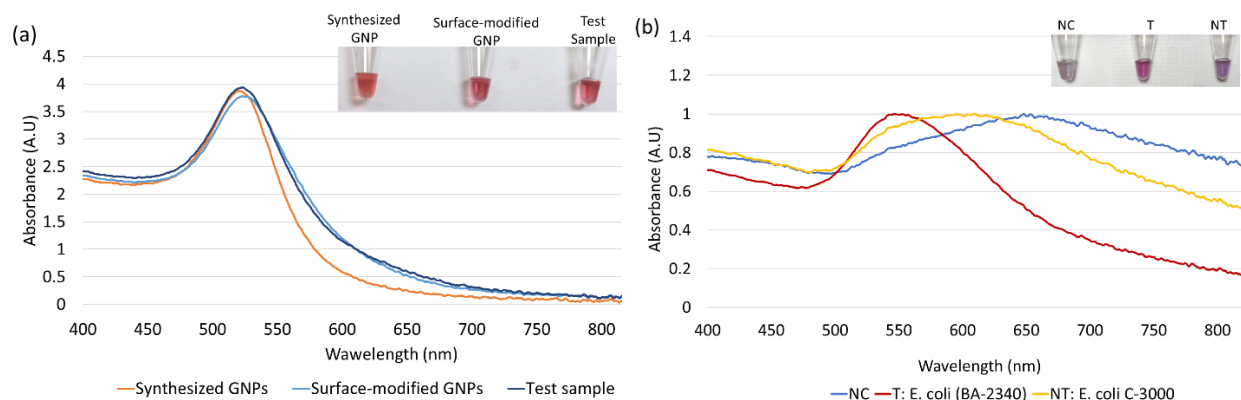 (a)
Synthesized
GNP
Surface-modified
GNP
Test
Sample
Absorbance (A.U)
4.5
4
3.5
3
2.5
2
1.5
1
0.5
0
400 450 500 550 600 650 700 750 800
Wavelength (nm)
Synthesized GNPs Surface-modified GNPs Test sample
(b)
NC T NT
Absorbance (A.U)
1.4
1.2
1.0
0.8
0.6
0.4
0.2
0
400 450 500 550 600 650 700 750 800
Wavelength (nm)
NC T: E. coli (BA-2340) NT: E. coli C-3000